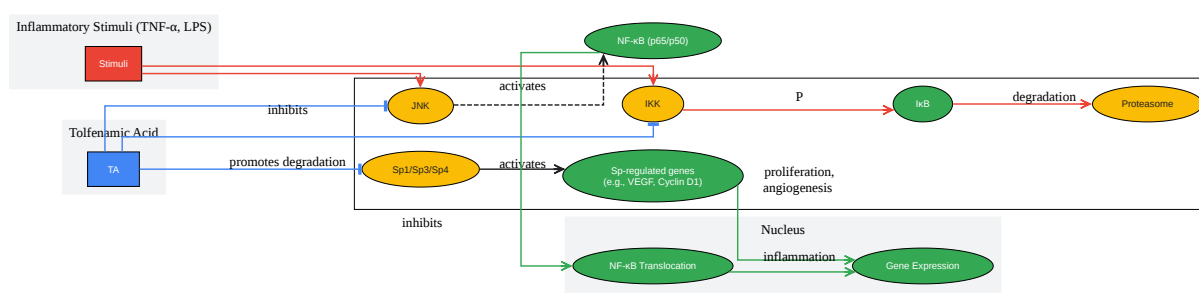 Inflammatory Stimuli (TNF-α, LPS)
Stimuli
NF-κB (p65/p50)
activates
inhibits
JNK
IKK
P
IκB
degradation
Proteasome
Tolfenamic Acid
TA
promotes degradation
Sp1/Sp3/Sp4
activates
Sp-regulated genes
(e.g., VEGF, Cyclin D1)
proliferation,
angiogenesis
inhibits
Nucleus
NF-κB Translocation
inflammation
Gene Expression